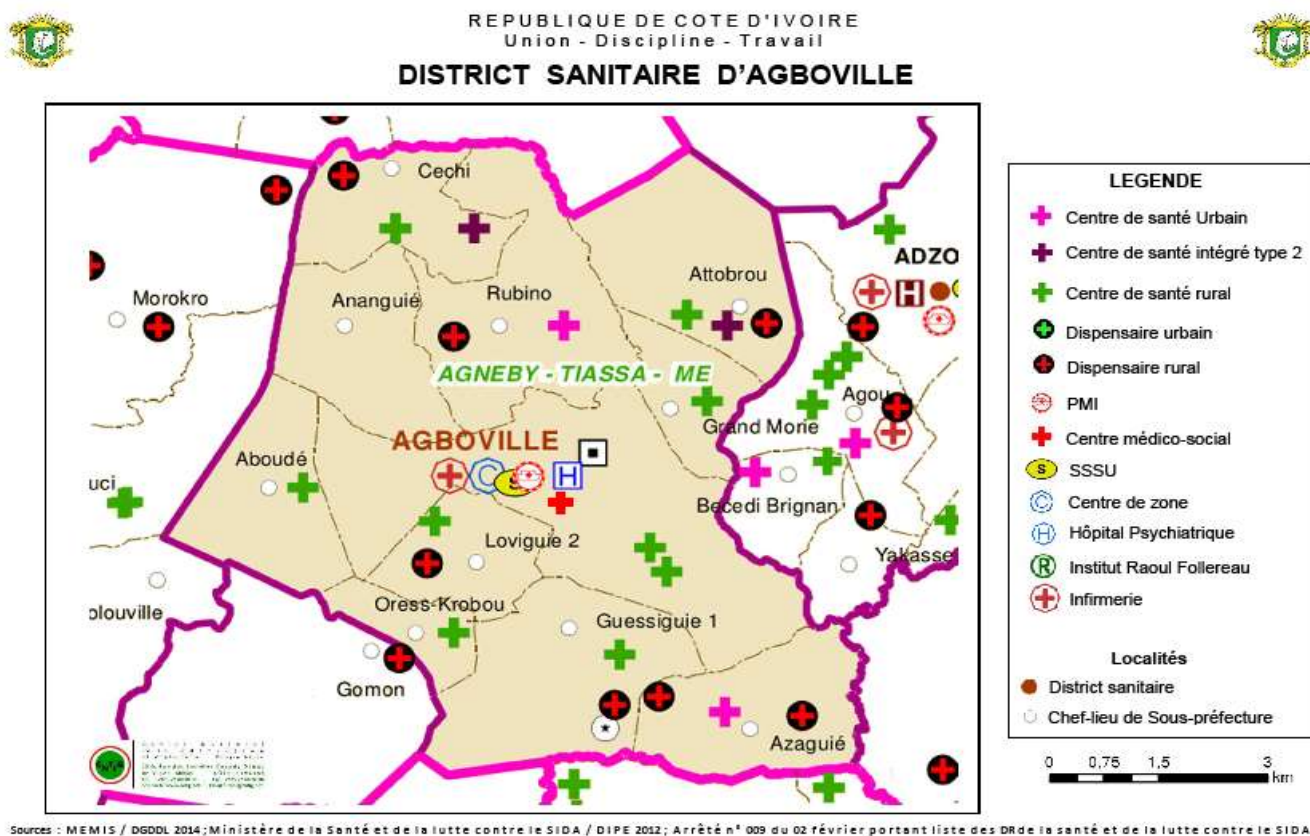 REPUBLIQUE DE COTE D'IVOIRE
Union - Discipline - Travail
DISTRICT SANITAIRE D'AGBOVILLE
Cechi
ADZO
Attobrou
Morokro
Ananguié
Rubino
AGNEBY - TIASSA - ME
Agou
Grand Morie
AGBOVILLE
Aboudé
S
C
H
uci
Becedi Brignan
Loviguie 2
Yakasse
Oress-Krobou
olouville
Guessiguie 1
Gomon
Azaguié
LEGENDE
Centre de santé Urbain
Centre de santé intégré type 2
Centre de santé rural
Dispensaire urbain
Dispensaire rural
PMI
Centre médico-social
S SSSU
C Centre de zone
H Hôpital Psychiatrique
R Institut Raoul Follereau
Infirmerie
Localités
District sanitaire
Chef-lieu de Sous-préfecture
0 0,75 1,5 3
km
Sources : MEMIS / DGDDL 2014; Ministère de la Santé et de la lutte contre le SIDA / DIPE 2012; Arrêté n° 009 du 02 février portant liste des DR de la santé et de la lutte contre le SIDA